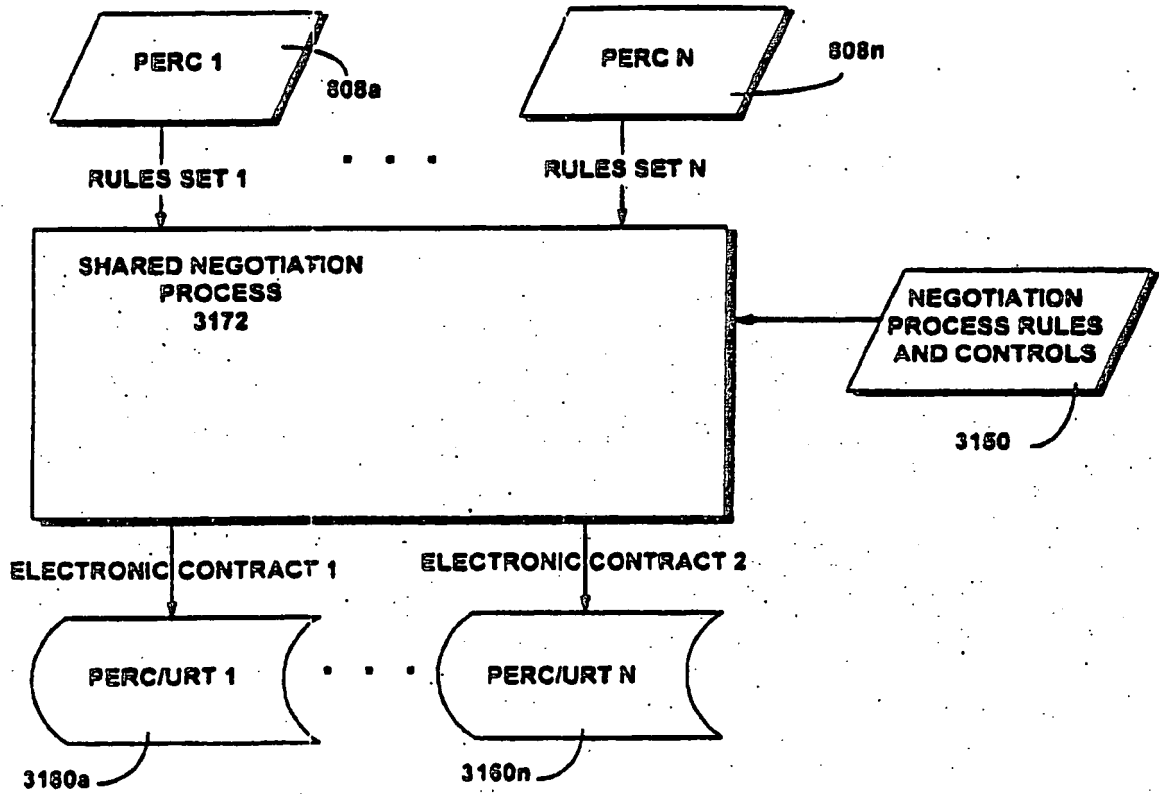 PERC 1
808a
PERC N
808n
RULES SET 1
. . .
RULES SET N
SHARED NEGOTIATION
PROCESS
3172
NEGOTIATION
PROCESS RULES
AND CONTROLS
3150
ELECTRONIC CONTRACT 1
ELECTRONIC CONTRACT 2
PERC/URT 1
. . .
PERC/URT N
3180a
3160n